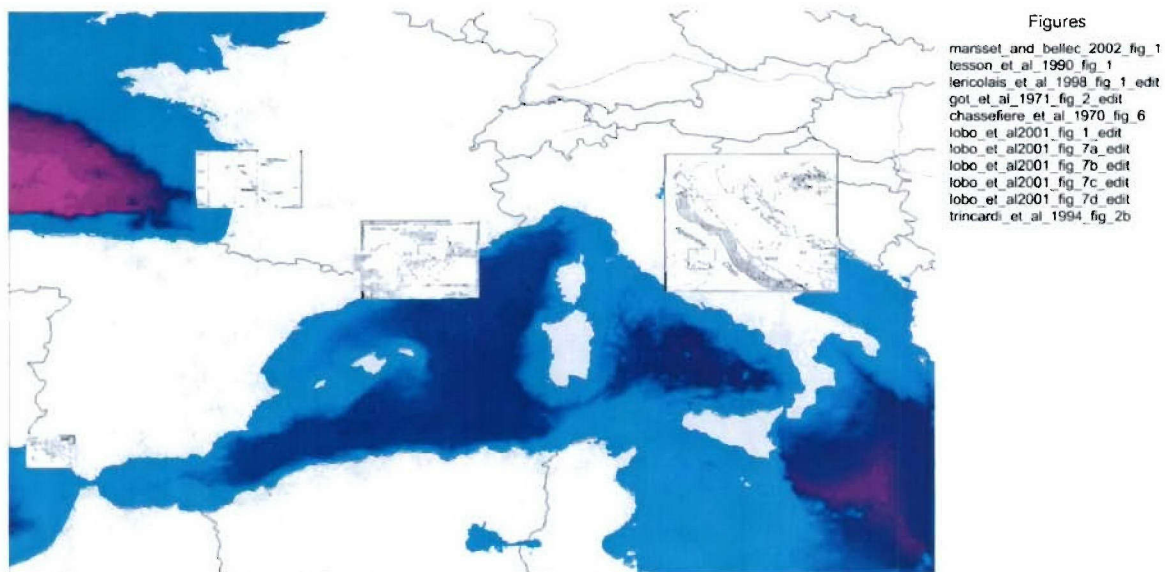 Figures
marsset_and_bellec_2002_fig_1
tesson_et_al_1990_fig_1
lericolais_et_al_1998_fig_1_edit
got_et_al_1971_fig_2_edit
chassefiere_et_al_1970_fig_6
lobo_et_al2001_fig_1_edit
lobo_et_al2001_fig_7a_edit
lobo_et_al2001_fig_7b_edit
lobo_et_al2001_fig_7c_edit
lobo_et_al2001_fig_7d_edit
trincardi_et_al_1994_fig_2b